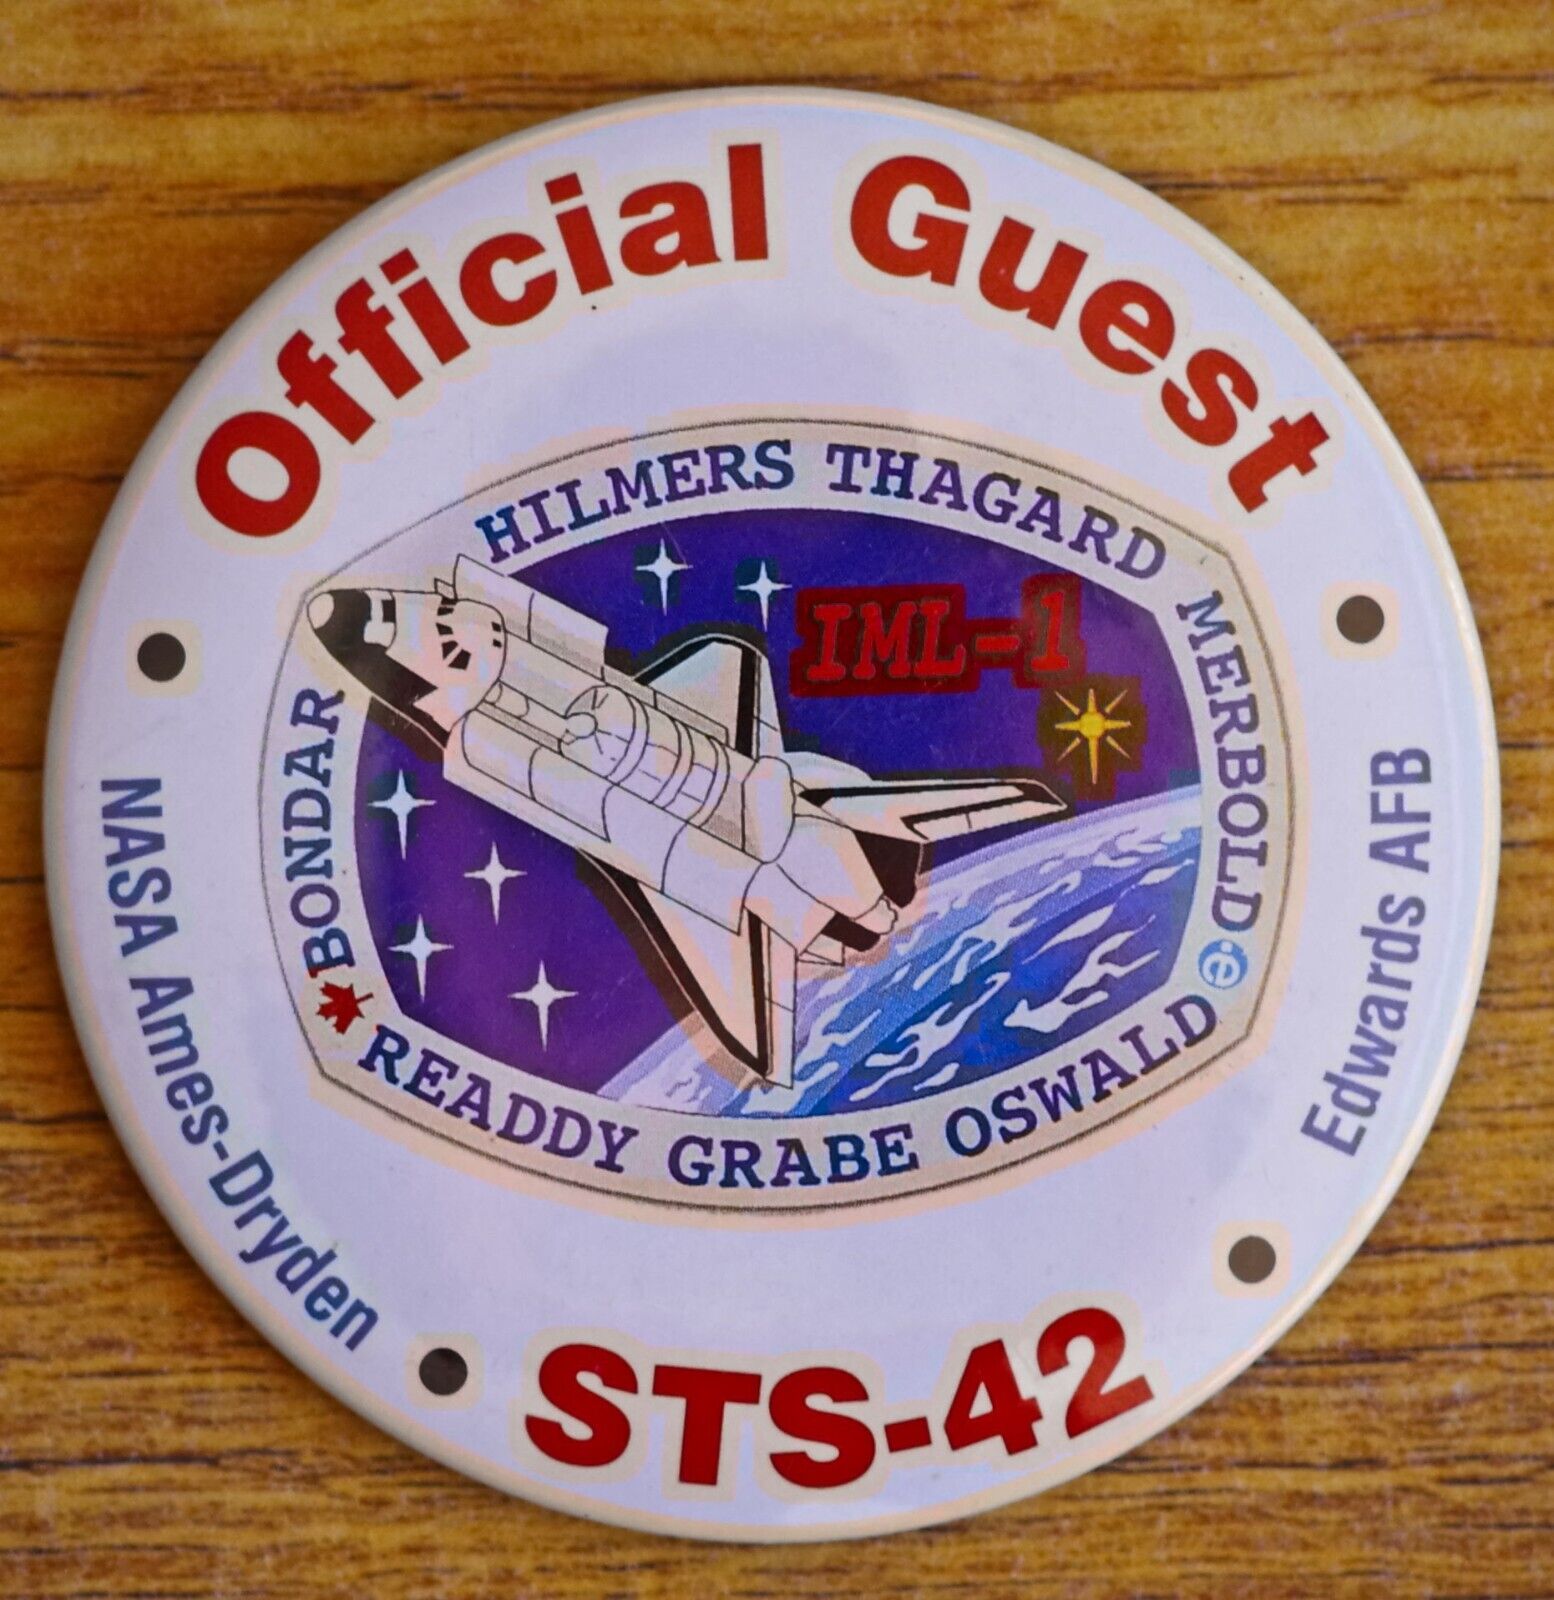 Official Guest
HILMERS THAGARD
MERBOLD
e
BONDAR
IML-1
READDY GRABE OSWALD
NASA Ames-Dryden
Edwards AFB
STS-42